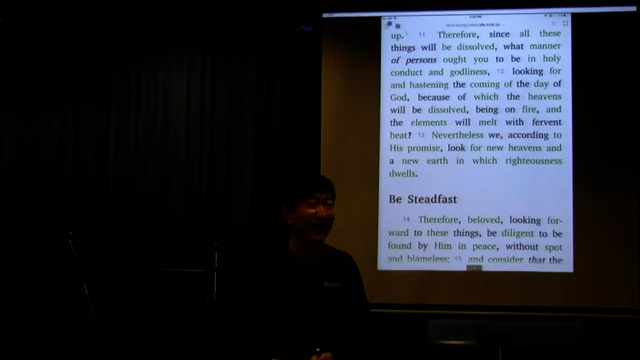 up. 11 Therefore, since all these
things will be dissolved, what manner
of persons ought you to be in holy
conduct and godliness, 12 looking for
and hastening the coming of the day of
God, because of which the heavens
will be dissolved, being on fire, and
the elements will melt with fervent
heat? 13 Nevertheless we, according to
His promise, look for new heavens and
a new earth in which righteousness
dwells.
Be Steadfast
14 Therefore, beloved, looking for-
ward to these things, be diligent to be
found by Him in peace, without spot
and blameless; 15 and consider that the